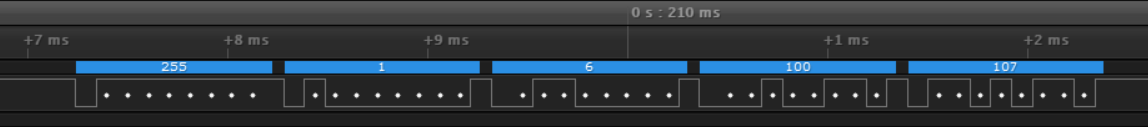 0 s : 210 ms
+7 ms +8 ms +9 ms +1 ms +2 ms
255 1 6 100 107